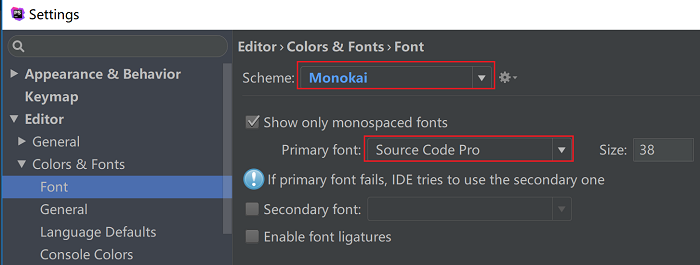 Settings
Editor › Colors & Fonts › Font
Scheme: Monokai
Appearance & Behavior
Keymap
Editor
General
Colors & Fonts
Font
General
Language Defaults
Console Colors
Show only monospaced fonts
Primary font: Source Code Pro Size: 38
If primary font fails, IDE tries to use the secondary one
Secondary font:
Enable font ligatures